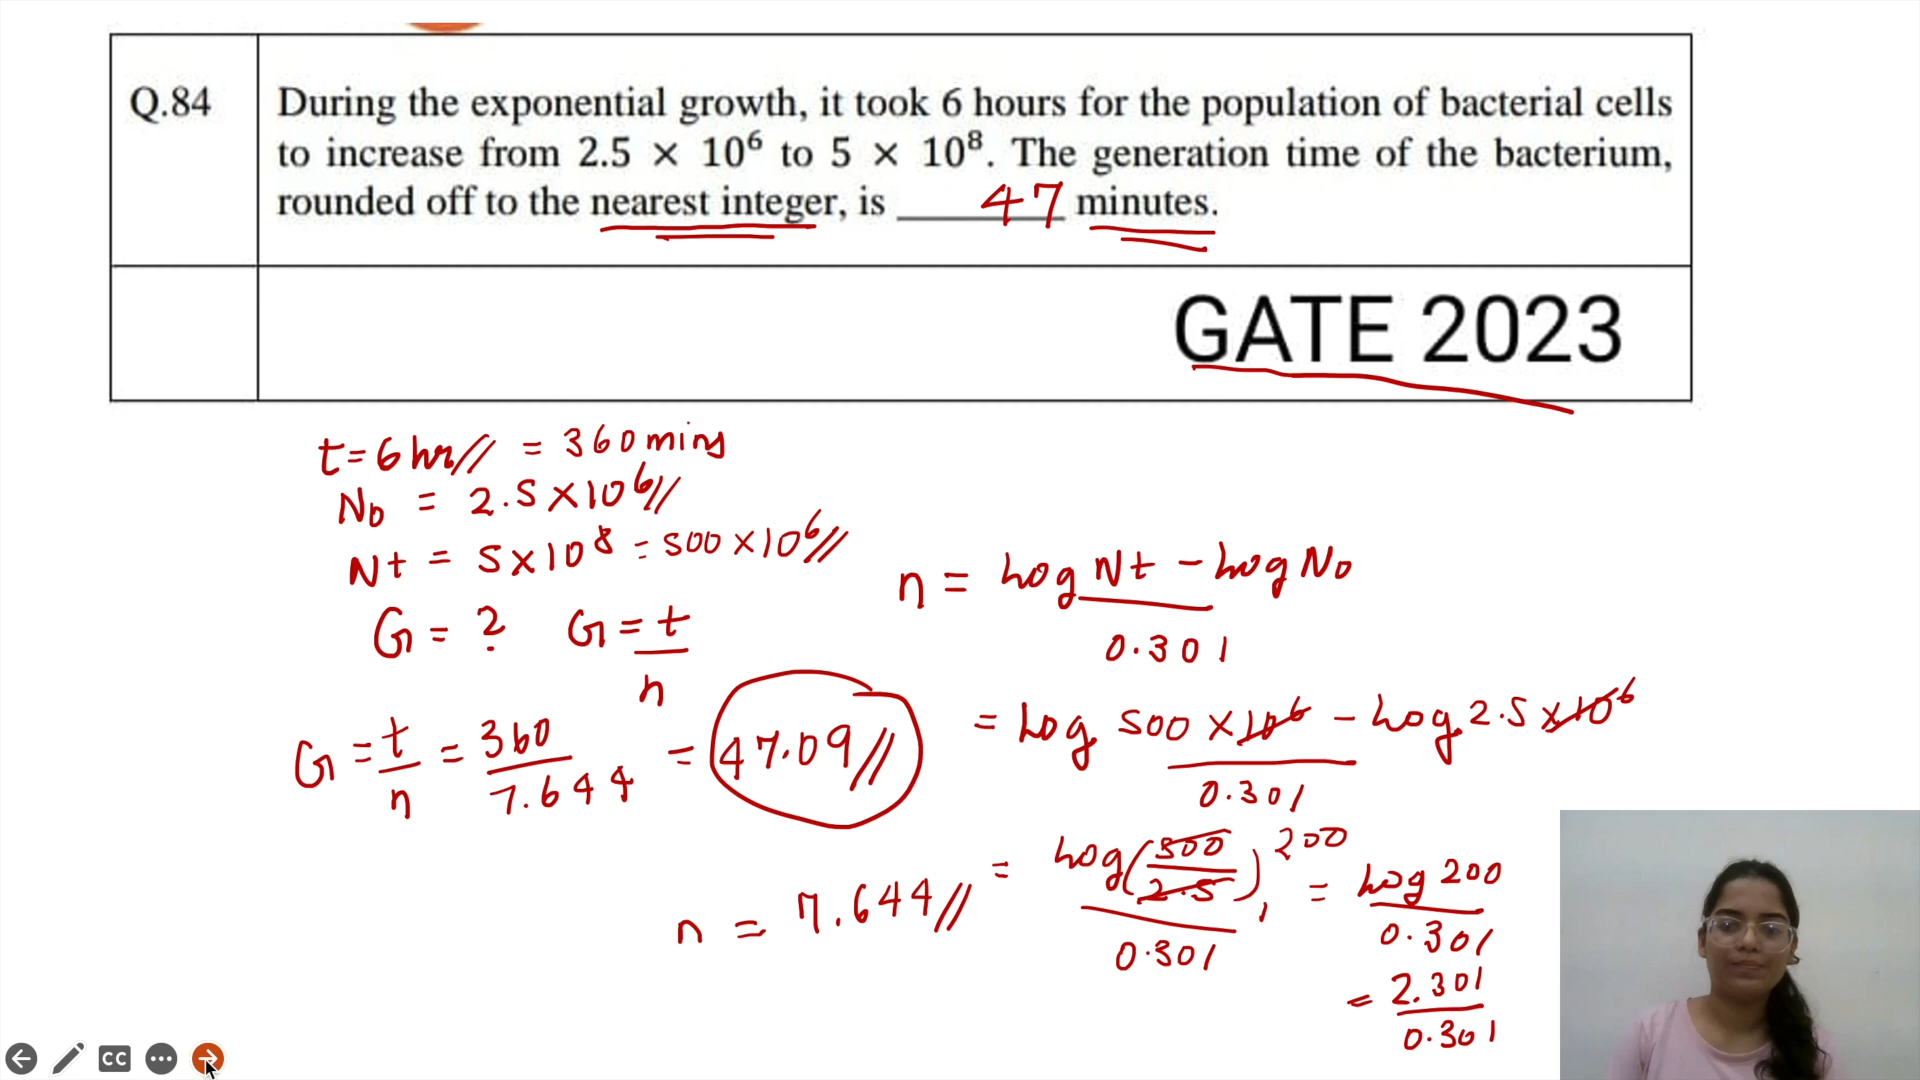 Q.84
During the exponential growth, it took 6 hours for the population of bacterial cells
to increase from 2.5 × 10⁶ to 5 × 10⁸. The generation time of the bacterium,
rounded off to the nearest integer, is ____47____ minutes.
GATE 2023
t = 6 hr// = 360 mins
N₀ = 2.5 × 10⁶//
Nt = 5 × 10⁸ = 500 × 10⁶//
G = ? G = t/n
n = (log Nt - log N₀)/0.301
G = t/n = 360/7.644 = 47.09//
= (log 500 × 10⁶ - log 2.5 × 10⁶)/0.301
= log(500/2.5)/0.301 200 1 = log 200/0.301
n = 7.644//
= 2.301/0.301
CC